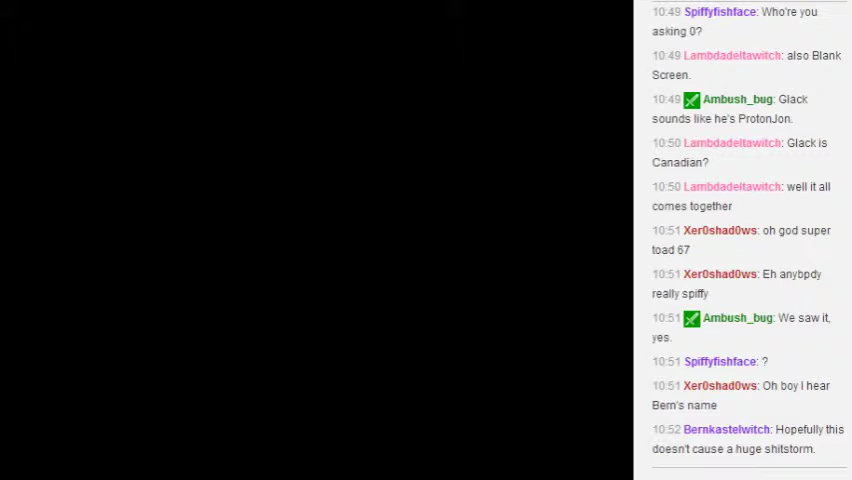 10:49 Spiffyfishface: Who're you
asking 0?
10:49 Lambdadeltawitch: also Blank
Screen.
10:49 Ambush_bug: Glack
sounds like he's ProtonJon.
10:50 Lambdadeltawitch: Glack is
Canadian?
10:50 Lambdadeltawitch: well it all
comes together
10:51 Xer0shad0ws: oh god super
toad 67
10:51 Xer0shad0ws: Eh anybpdy
really spiffy
10:51 Ambush_bug: We saw it,
yes.
10:51 Spiffyfishface: ?
10:51 Xer0shad0ws: Oh boy I hear
Bern's name
10:52 Bernkastelwitch: Hopefully this
doesn't cause a huge shitstorm.